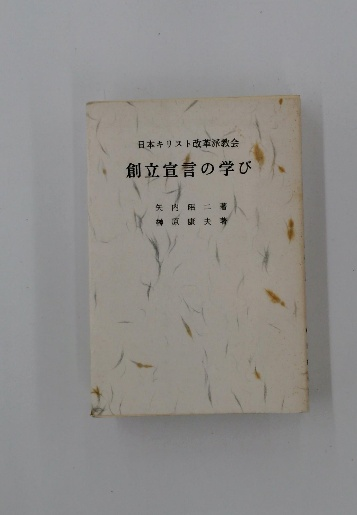 日本キリスト改革派教会
創立宣言の学び
矢内昭二著
榊原康夫著